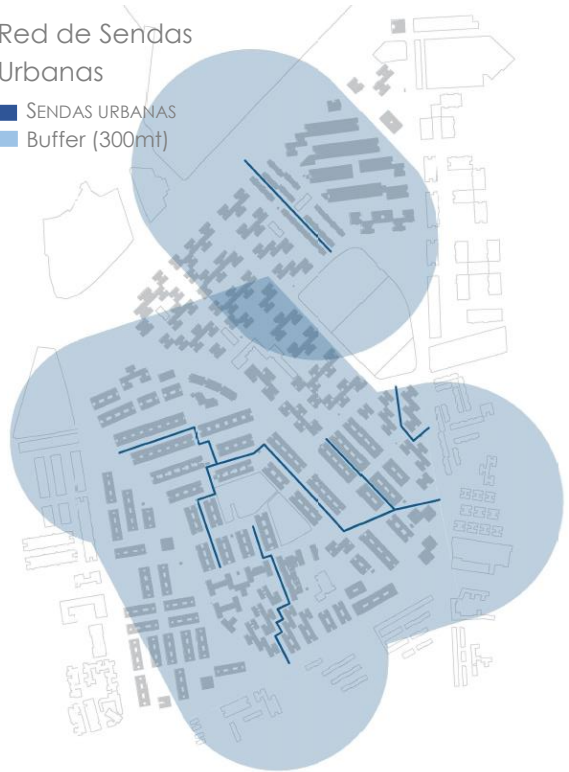 Red de Sendas
Urbanas
SENDAS URBANAS
Buffer (300mt)